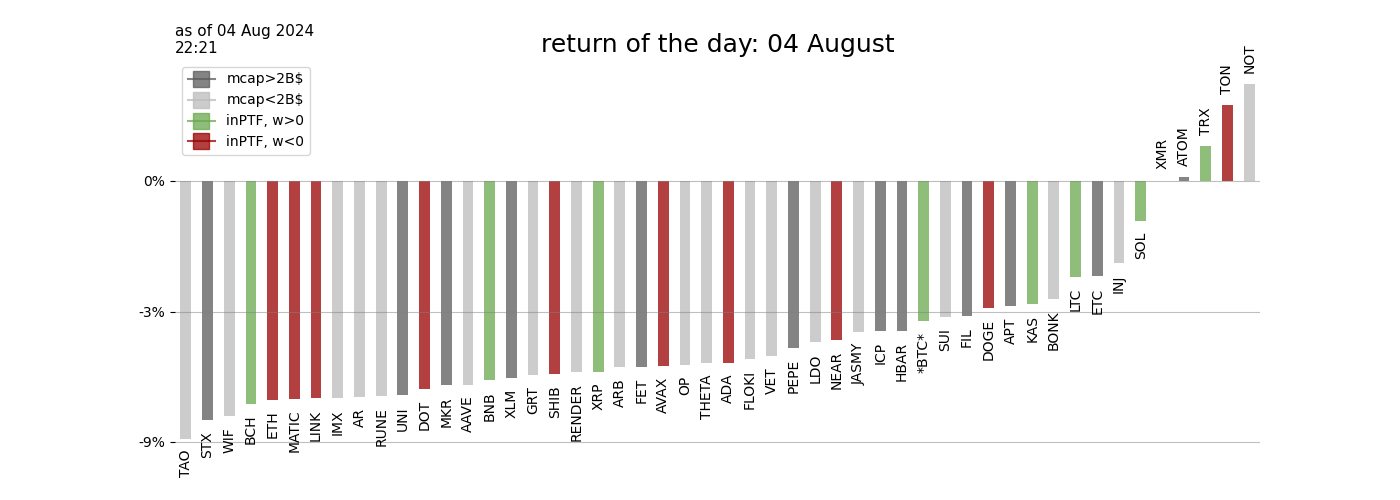 as of 04 Aug 2024
22:21
return of the day: 04 August
mcap>2B$
mcap<2B$
inPTF, w>0
inPTF, w<0
0%
-3%
-9%
TAO
STX
WIF
BCH
ETH
MATIC
LINK
IMX
AR
RUNE
UNI
DOT
MKR
AAVE
BNB
XLM
GRT
SHIB
RENDER
XRP
ARB
FET
AVAX
OP
THETA
ADA
FLOKI
VET
PEPE
LDO
NEAR
JASMY
ICP
HBAR
*BTC*
SUI
FIL
DOGE
APT
KAS
BONK
LTC
ETC
INJ
SOL
XMR
ATOM
TRX
TON
NOT